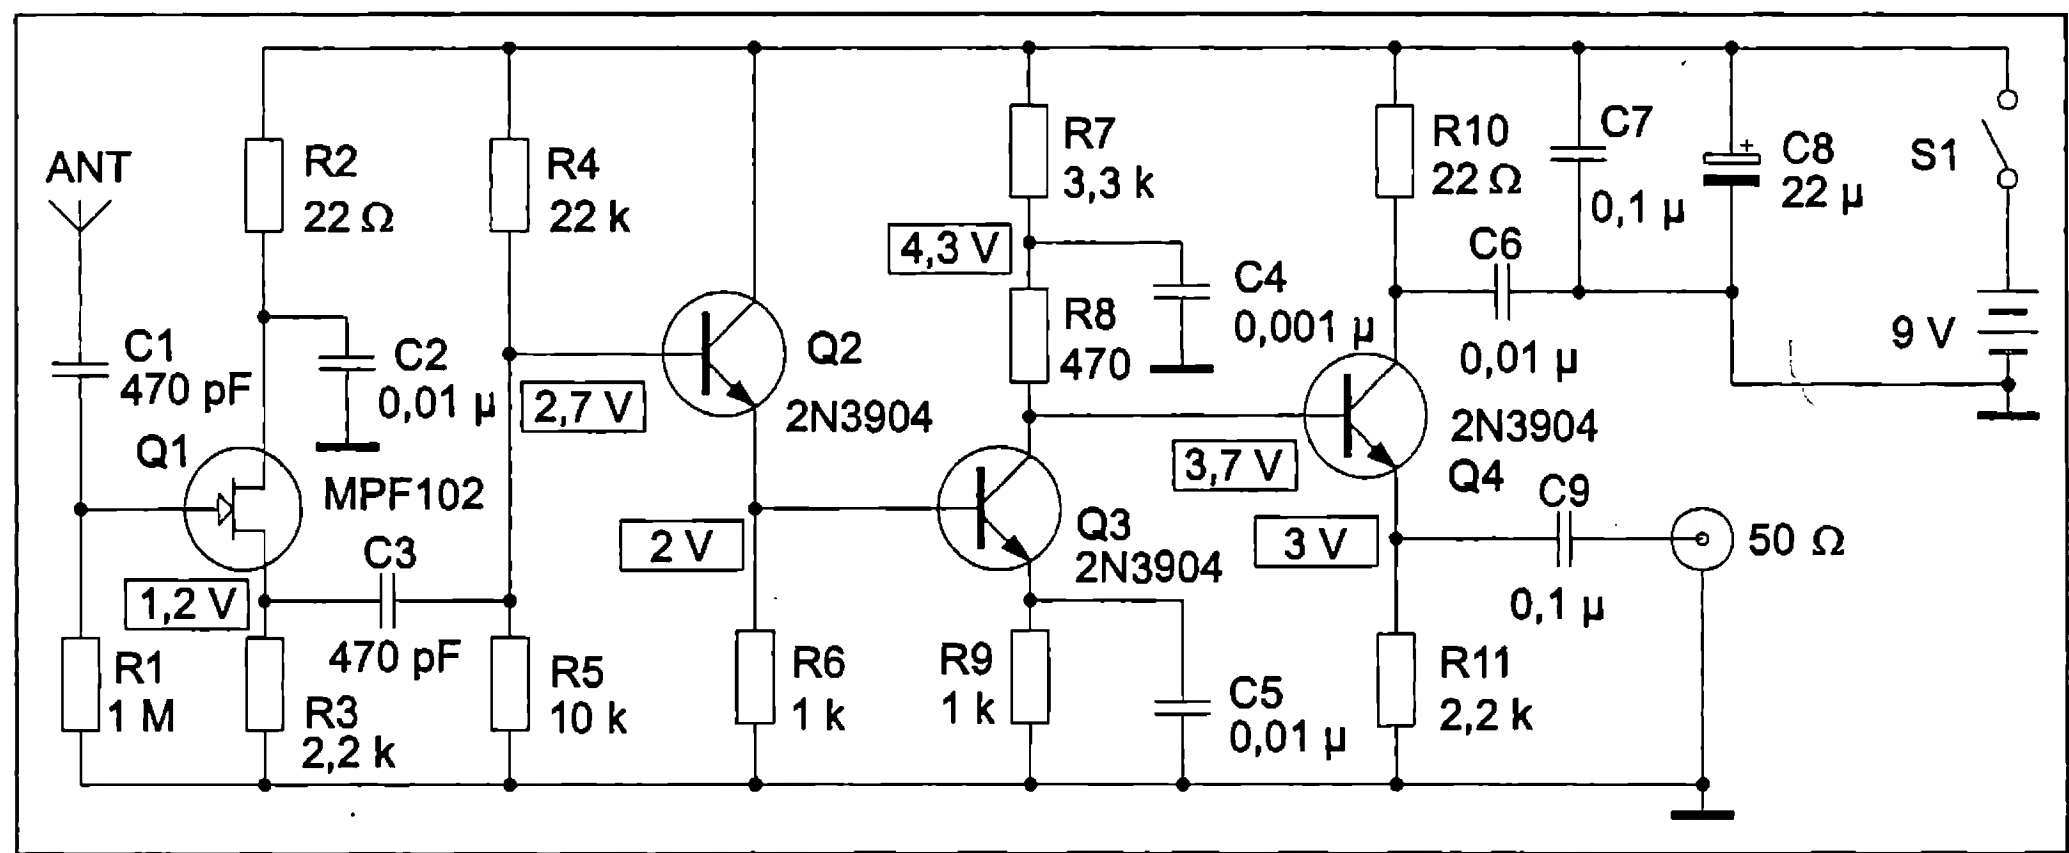 ANT
C1
470 pF
Q1
R1
1 M
R2
22 Ω
C2
0,01 µ
MPF102
1,2 V
C3
470 pF
R3
2,2 k
R4
22 k
2,7 V
R5
10 k
Q2
2N3904
2 V
R6
1 k
R7
3,3 k
4,3 V
R8
470
C4
0,001 µ
Q3
2N3904
R9
1 k
C5
0,01 µ
3,7 V
R10
22 Ω
C6
0,01 µ
2N3904
Q4
3 V
R11
2,2 k
C7
0,1 µ
+
C8
22 µ
S1
9 V
C9
0,1 µ
50 Ω